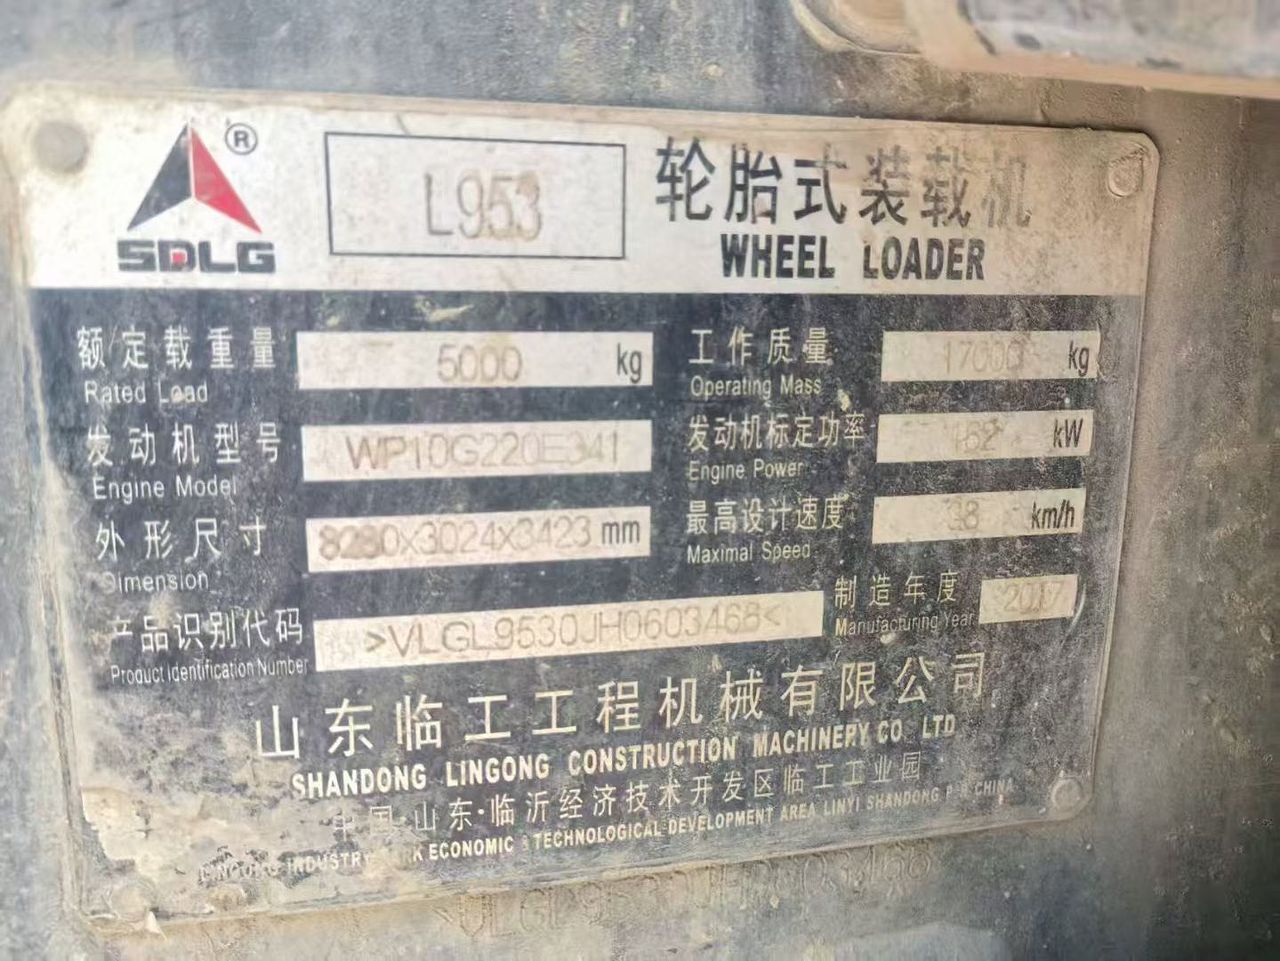 ® SDLG
L953
轮胎式装载机
WHEEL LOADER
额定载重量 5000 kg
Rated Load
工作质量 17000 kg
Operating Mass
发动机型号 WP10G220E341
Engine Model
发动机标定功率 162 kW
Engine Power
外形尺寸 8230x3024x3423 mm
Dimension
最高设计速度 38 km/h
Maximal Speed
产品识别代码 >VLGL9530JH0603468<
Product Identification Number
制造年度 2017
Manufacturing Year
山东临工工程机械有限公司
SHANDONG LINGONG CONSTRUCTION MACHINERY CO LTD
中国·山东·临沂经济技术开发区临工工业园
LINGONG INDUSTRY PARK ECONOMIC & TECHNOLOGICAL DEVELOPMENT AREA LINYI SHANDONG P R CHINA